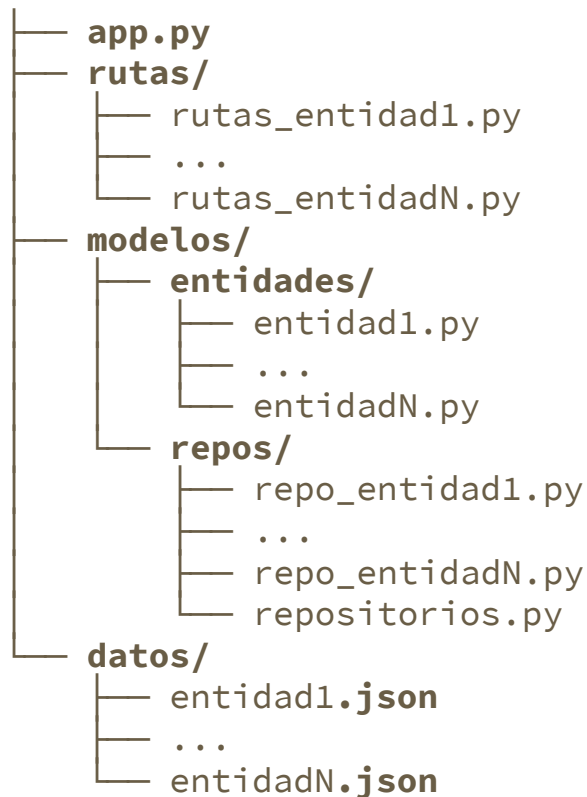 app.py
rutas/
rutas_entidad1.py
...
rutas_entidadN.py
modelos/
entidades/
entidad1.py
...
entidadN.py
repos/
repo_entidad1.py
...
repo_entidadN.py
repositorios.py
datos/
entidad1.json
...
entidadN.json